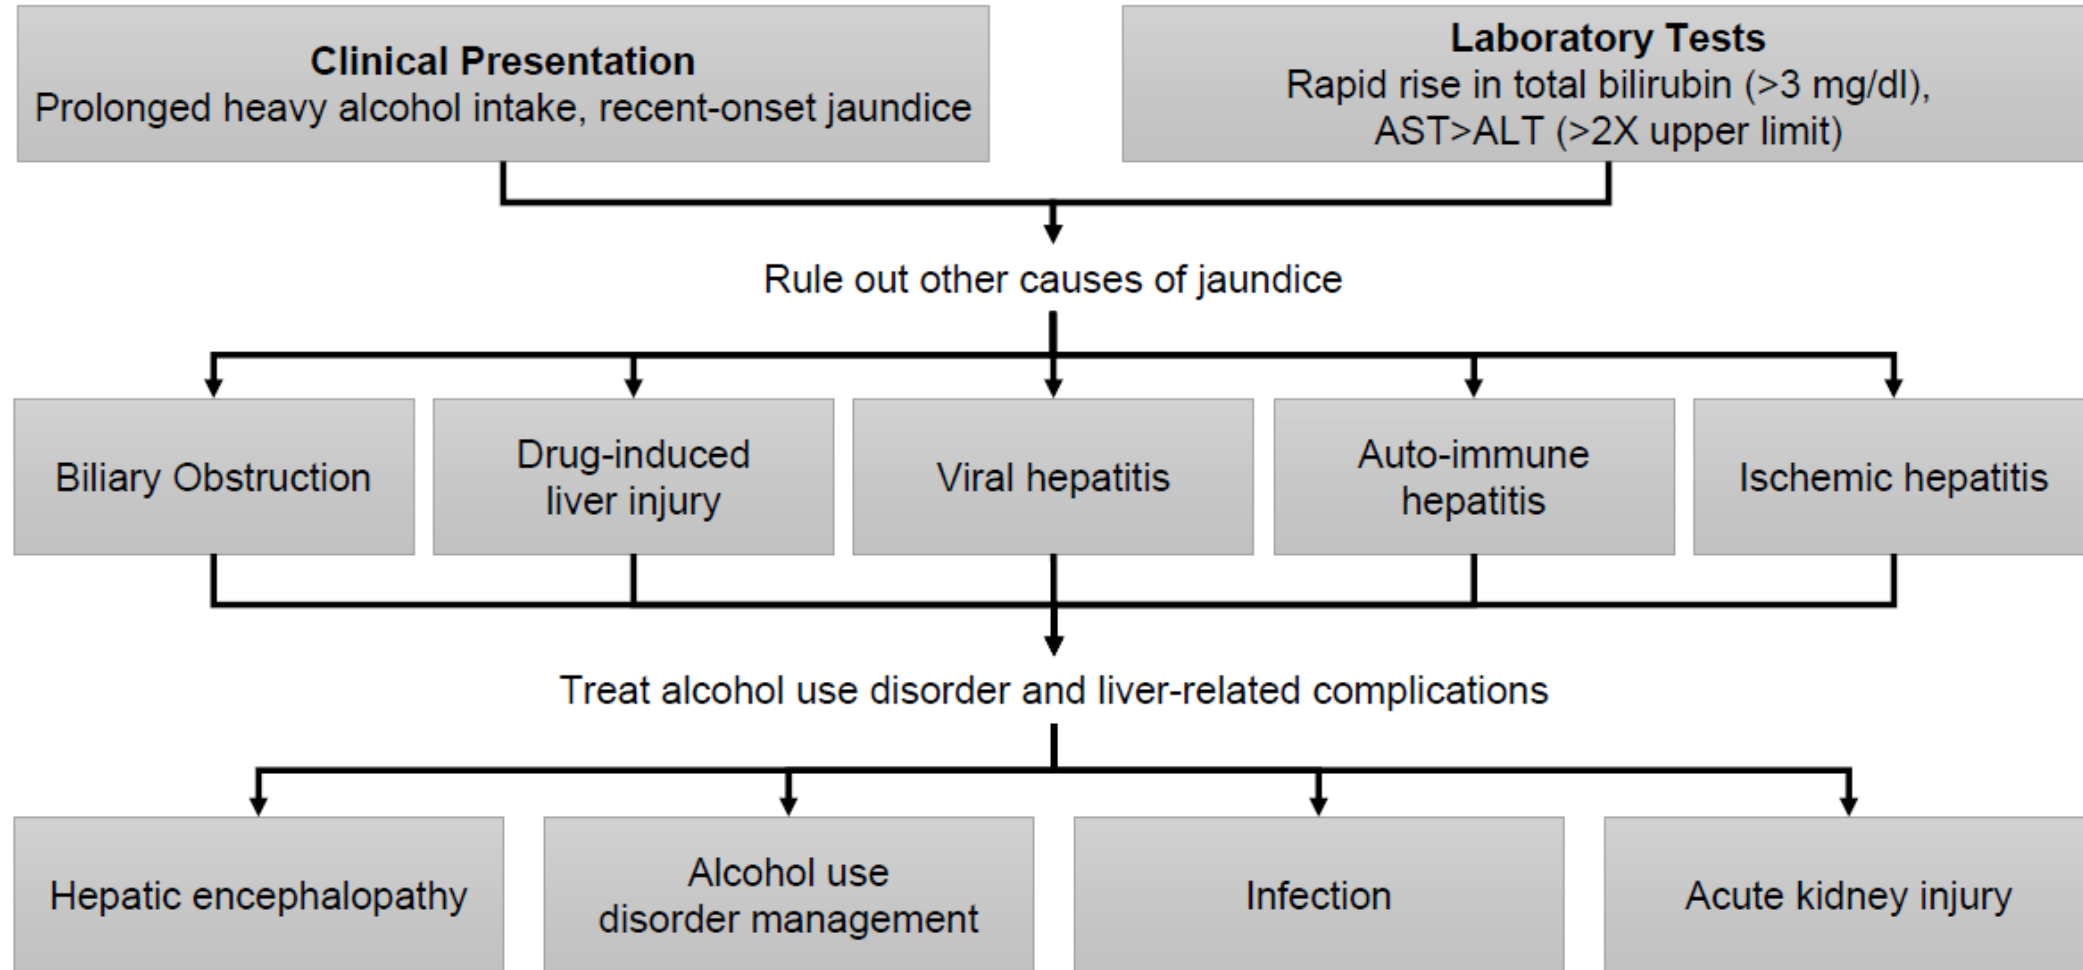 Clinical Presentation
Prolonged heavy alcohol intake, recent-onset jaundice
Laboratory Tests
Rapid rise in total bilirubin (>3 mg/dl),
AST>ALT (>2X upper limit)
Rule out other causes of jaundice
Biliary Obstruction
Drug-induced
liver injury
Viral hepatitis
Auto-immune
hepatitis
Ischemic hepatitis
Treat alcohol use disorder and liver-related complications
Hepatic encephalopathy
Alcohol use
disorder management
Infection
Acute kidney injury